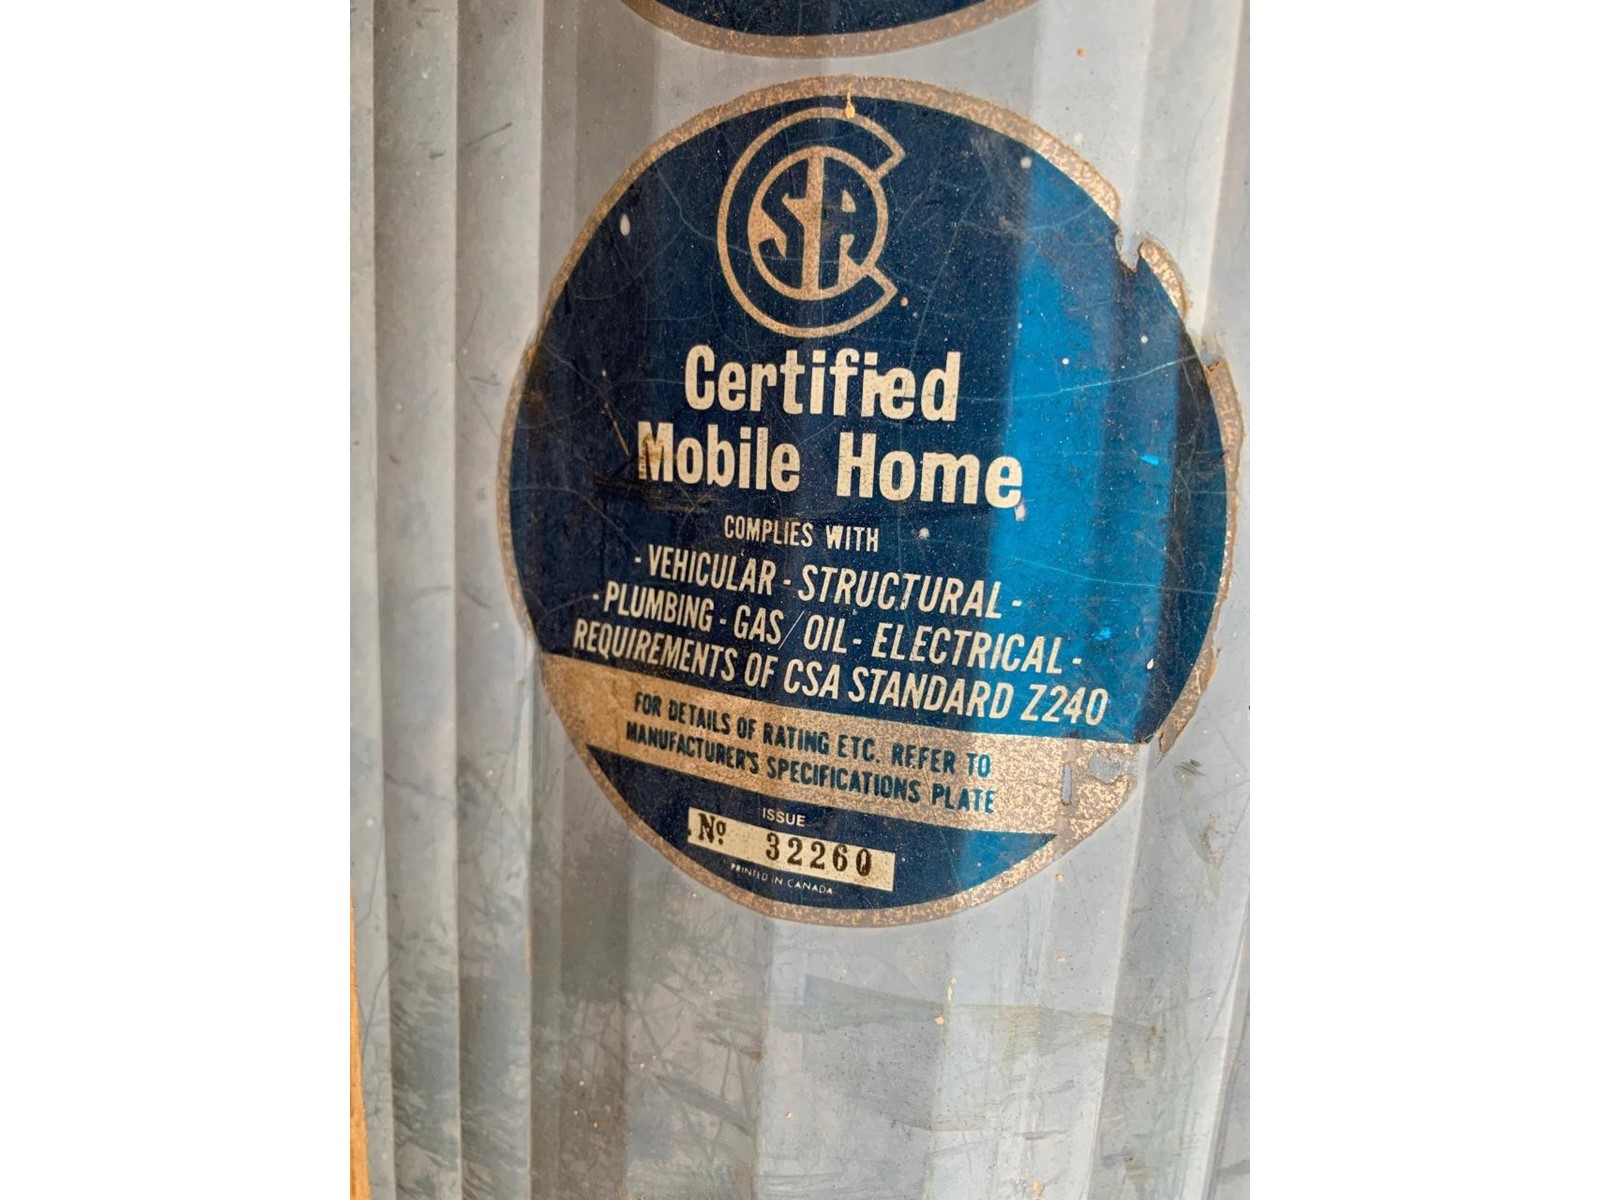 CSA
Certified
Mobile Home
COMPLIES WITH
- VEHICULAR - STRUCTURAL -
- PLUMBING - GAS/OIL - ELECTRICAL -
REQUIREMENTS OF CSA STANDARD Z240
FOR DETAILS OF RATING ETC. REFER TO
MANUFACTURER'S SPECIFICATIONS PLATE
ISSUE
Nº 32260
PRINTED IN CANADA